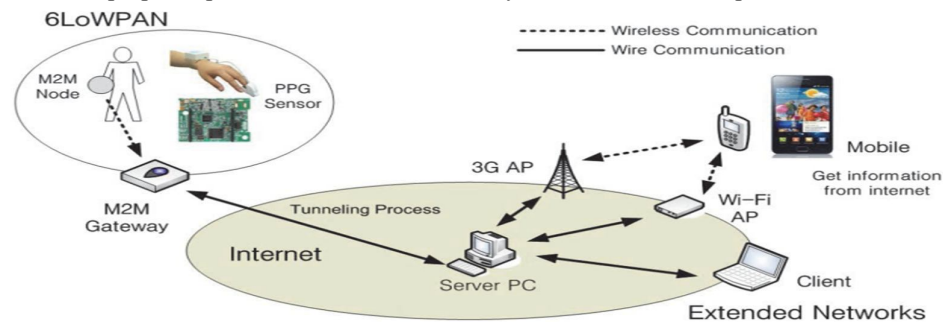 6LoWPAN
Wireless Communication
Wire Communication
M2M
Node
PPG
Sensor
3G AP
Mobile
Get information
from internet
M2M
Gateway
Tunneling Process
Wi-Fi
AP
Internet
Server PC
Client
Extended Networks